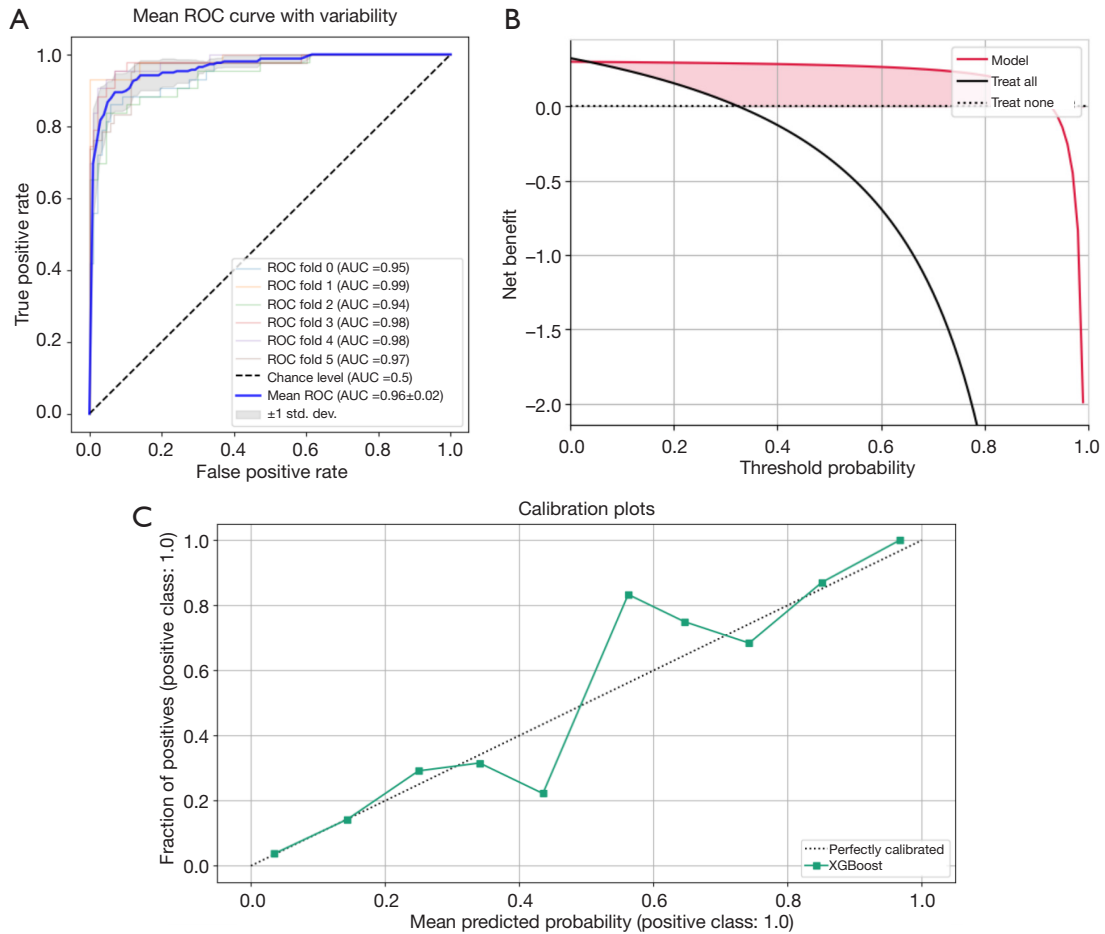 A
Mean ROC curve with variability
1.0
0.8
0.6
0.4
0.2
0.0
True positive rate
ROC fold 0 (AUC =0.95)
ROC fold 1 (AUC =0.99)
ROC fold 2 (AUC =0.94)
ROC fold 3 (AUC =0.98)
ROC fold 4 (AUC =0.98)
ROC fold 5 (AUC =0.97)
Chance level (AUC =0.5)
Mean ROC (AUC =0.96±0.02)
±1 std. dev.
0.0 0.2 0.4 0.6 0.8 1.0
False positive rate
B
Model
Treat all
Treat none
0.0
−0.5
−1.0
−1.5
−2.0
Net benefit
0.0 0.2 0.4 0.6 0.8 1.0
Threshold probability
C
Calibration plots
1.0
0.8
0.6
0.4
0.2
0.0
Fraction of positives (positive class: 1.0)
Perfectly calibrated
XGBoost
0.0 0.2 0.4 0.6 0.8 1.0
Mean predicted probability (positive class: 1.0)